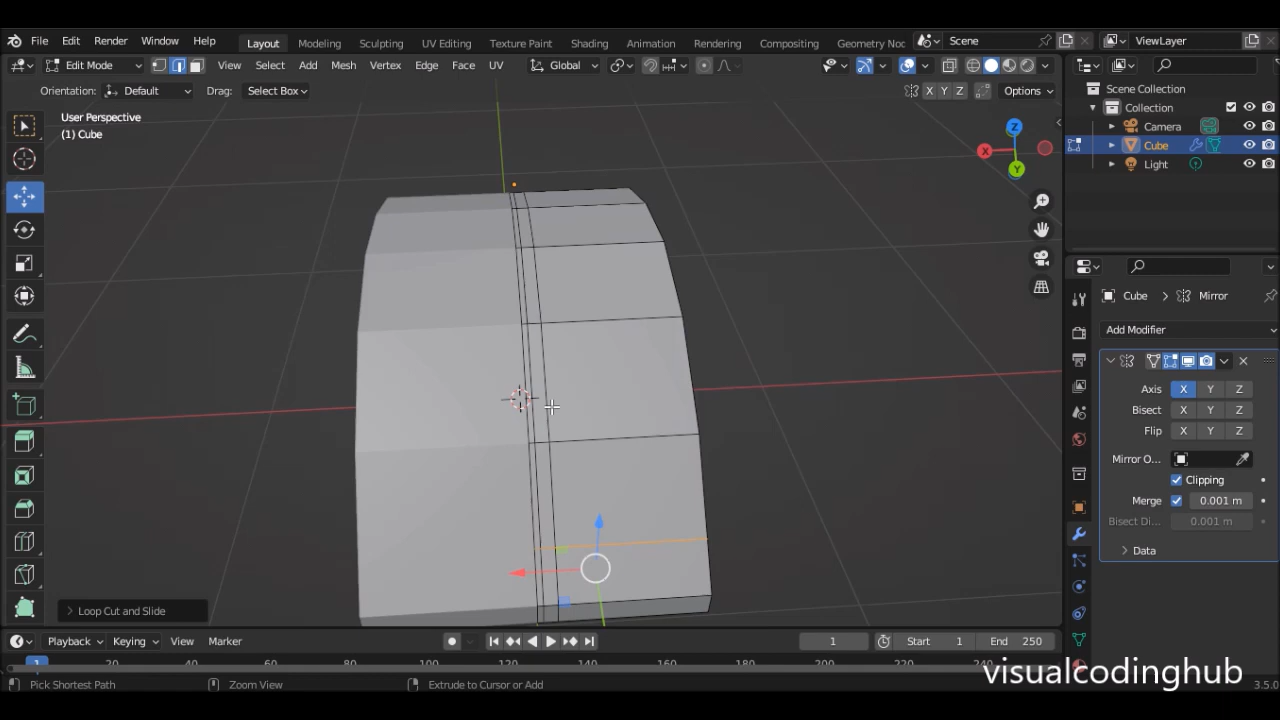 File Edit Render Window Help Layout Modeling Sculpting UV Editing Texture Paint Shading Animation Rendering Compositing Geometry Noc Scene ViewLayer
Edit Mode View Select Add Mesh Vertex Edge Face UV Global
Orientation: Default Drag: Select Box X Y Z Options
User Perspective
(1) Cube
Z
X
Y
Scene Collection
Collection
Camera
Cube
Light
Cube > Mirror
Add Modifier
Axis X Y Z
Bisect X Y Z
Flip X Y Z
Mirror O...
Clipping
Merge 0.001 m
Bisect Di... 0.001 m
Data
Loop Cut and Slide
Playback Keying View Marker 1 Start 1 End 250
1 20 40 60 80 100 120 140 160 180 200 220 240
Pick Shortest Path Zoom View Extrude to Cursor or Add 3.5.0
visualcodinghub